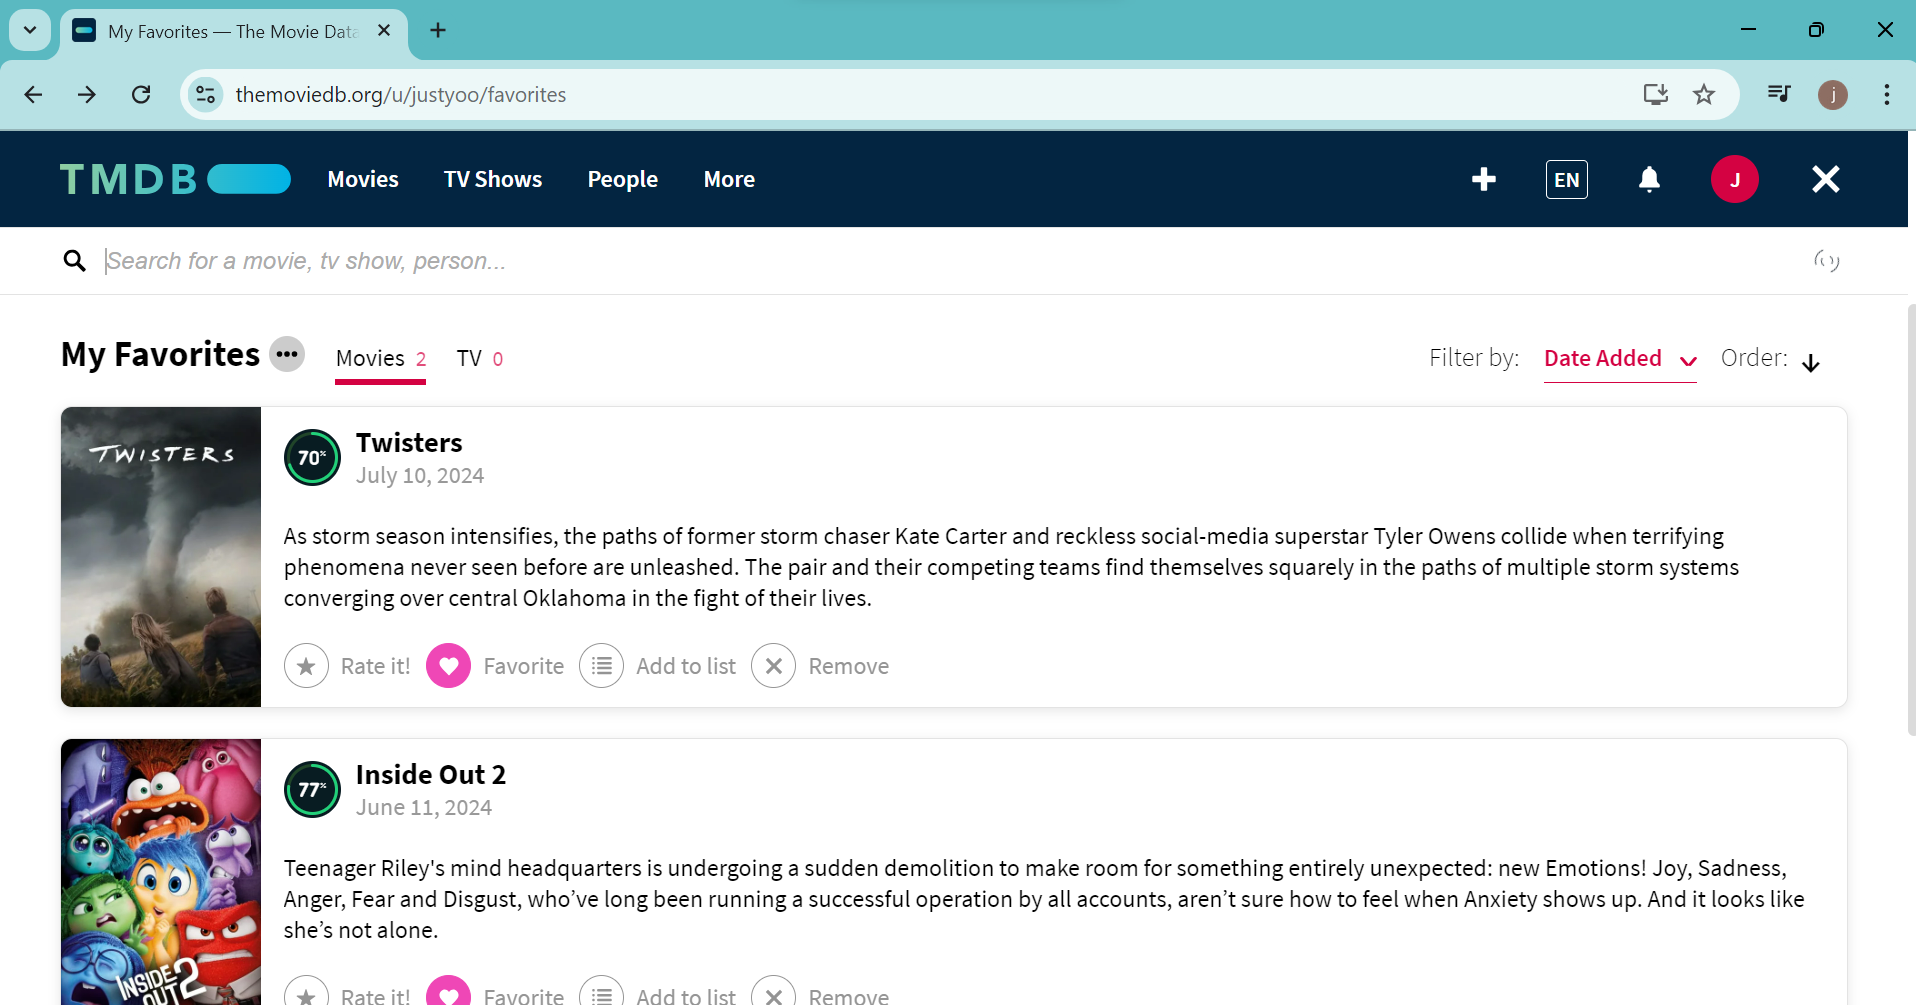 My Favorites — The Movie Data
themoviedb.org/u/justyoo/favorites
j
TMDB
Movies
TV Shows
People
More
EN
J
Search for a movie, tv show, person...
My Favorites
Movies 2
TV 0
Filter by: Date Added
Order:
TWISTERS
70%
Twisters
July 10, 2024
As storm season intensifies, the paths of former storm chaser Kate Carter and reckless social-media superstar Tyler Owens collide when terrifying
phenomena never seen before are unleashed. The pair and their competing teams find themselves squarely in the paths of multiple storm systems
converging over central Oklahoma in the fight of their lives.
Rate it! Favorite Add to list Remove
INSIDE
OUT 2
77%
Inside Out 2
June 11, 2024
Teenager Riley's mind headquarters is undergoing a sudden demolition to make room for something entirely unexpected: new Emotions! Joy, Sadness,
Anger, Fear and Disgust, who’ve long been running a successful operation by all accounts, aren’t sure how to feel when Anxiety shows up. And it looks like
she’s not alone.
Rate it! Favorite Add to list Remove